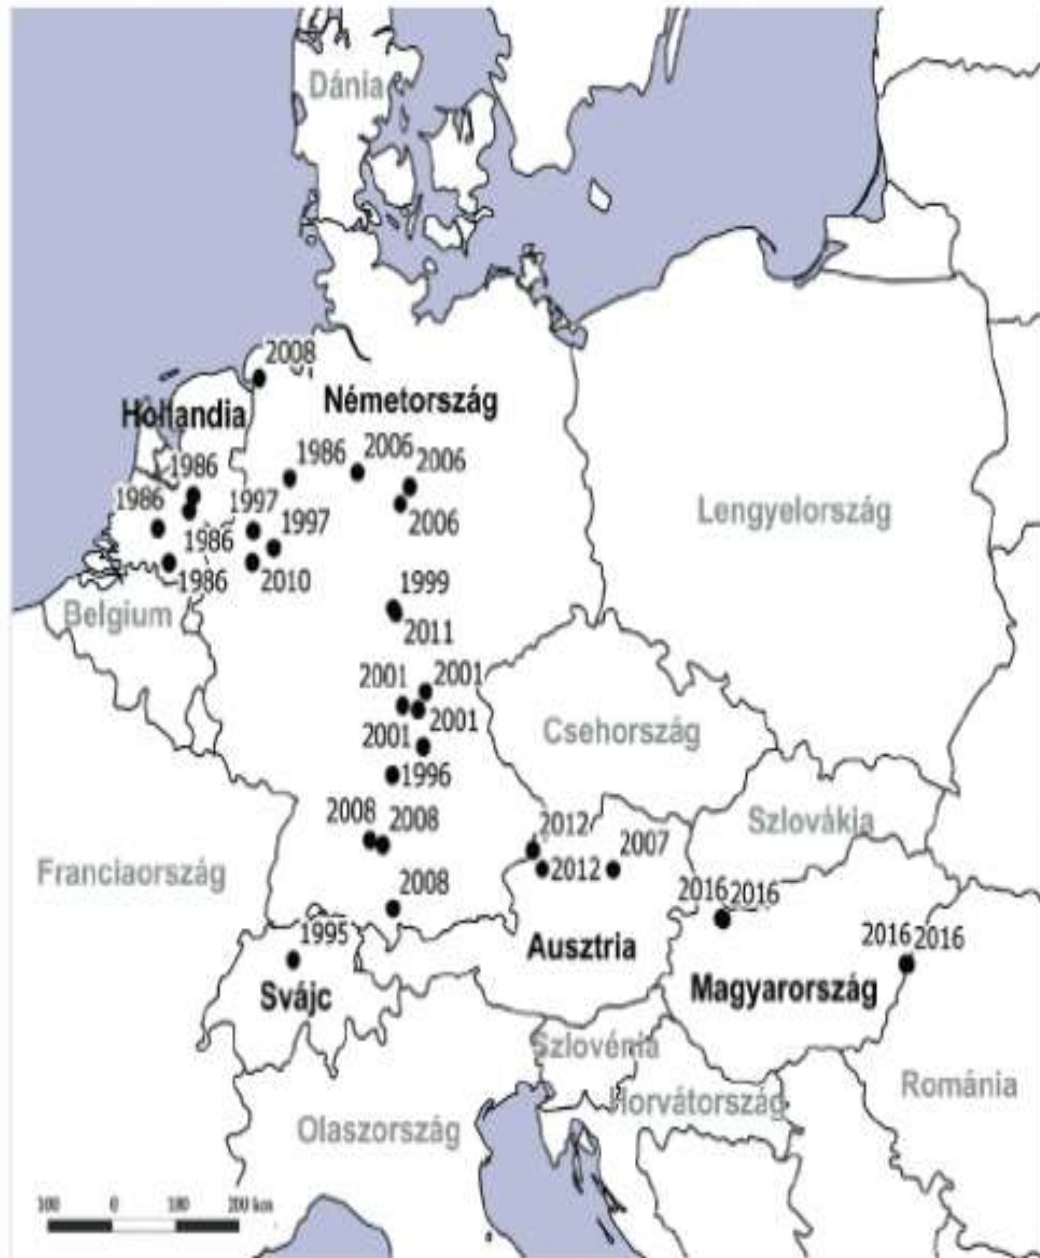 Dánia
2008
Hollandia
Németország
1986
1986
2006
2006
1986
1997
2006
1997
1986
1986
2010
Lengyelország
Belgium
1999
2011
2001
2001
2001
2001
Csehország
1996
2008
2008
2012
2007
Szlovákia
2012
Franciaország
2008
2016
2016
1995
Ausztria
2016
2016
Svájc
Magyarország
Szlovénia
Horvátország
Románia
Olaszország
100 0 100 200 km